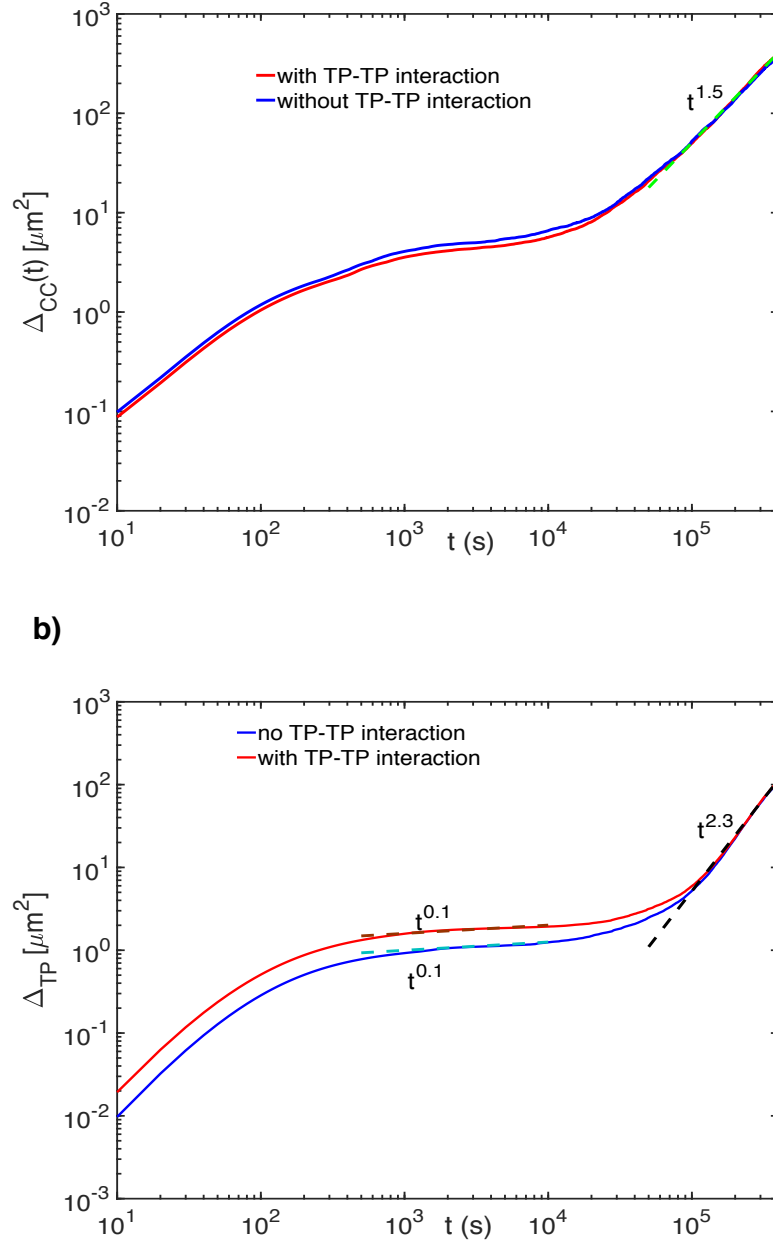 10^3
with TP-TP interaction
without TP-TP interaction
t^1.5
10^2
10^1
Δ_CC(t) [μm^2]
10^0
10^-1
10^-2
10^1 10^2 10^3 10^4 10^5
t (s)
b)
10^3
no TP-TP interaction
with TP-TP interaction
10^2
t^2.3
10^1
Δ_TP [μm^2]
t^0.1
10^0
t^0.1
10^-1
10^-2
10^-3
10^1 10^2 10^3 10^4 10^5
t (s)